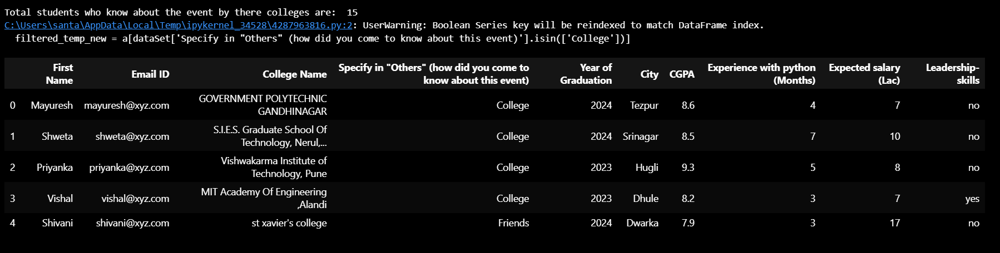 Total students who know about the event by there colleges are:  15
C:\Users\santa\AppData\Local\Temp\ipykernel_34528\4287963816.py:2: UserWarning: Boolean Series key will be reindexed to match DataFrame index.
  filtered_temp_new = a[dataSet['Specify in "Others" (how did you come to know about this event)'].isin(['College'])]
First Name Email ID College Name Specify in "Others" (how did you come to know about this event) Year of Graduation City CGPA Experience with python (Months) Expected salary (Lac) Leadership-skills
0 Mayuresh mayuresh@xyz.com GOVERNMENT POLYTECHNIC GANDHINAGAR College 2024 Tezpur 8.6 4 7 no
1 Shweta shweta@xyz.com S.I.E.S. Graduate School Of Technology, Nerul,... College 2024 Srinagar 8.5 7 10 no
2 Priyanka priyanka@xyz.com Vishwakarma Institute of Technology, Pune College 2023 Hugli 9.3 5 8 no
3 Vishal vishal@xyz.com MIT Academy Of Engineering ,Alandi College 2023 Dhule 8.2 3 7 yes
4 Shivani shivani@xyz.com st xavier's college Friends 2024 Dwarka 7.9 3 17 no